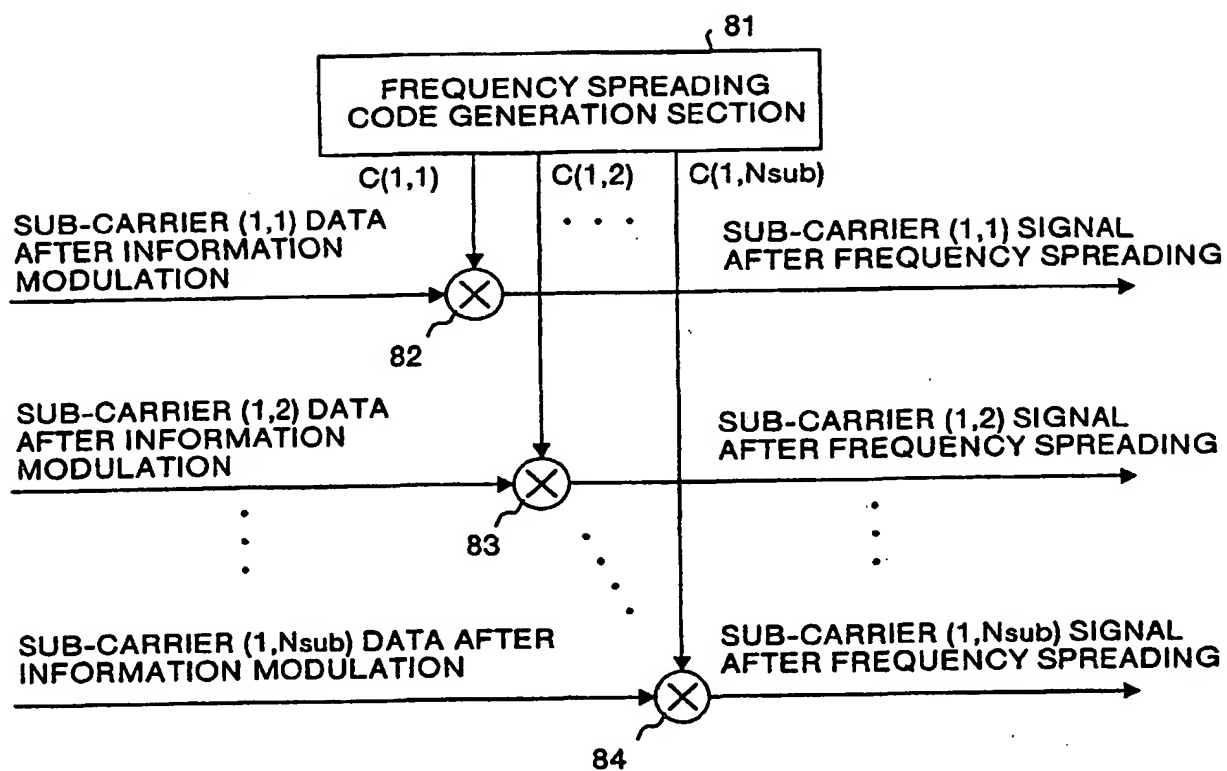 81
FREQUENCY SPREADING
CODE GENERATION SECTION
C(1,1)
C(1,2)
C(1,Nsub)
SUB-CARRIER (1,1) DATA
AFTER INFORMATION
MODULATION
SUB-CARRIER (1,1) SIGNAL
AFTER FREQUENCY SPREADING
82
SUB-CARRIER (1,2) DATA
AFTER INFORMATION
MODULATION
SUB-CARRIER (1,2) SIGNAL
AFTER FREQUENCY SPREADING
83
SUB-CARRIER (1,Nsub) DATA AFTER
INFORMATION MODULATION
SUB-CARRIER (1,Nsub) SIGNAL
AFTER FREQUENCY SPREADING
84